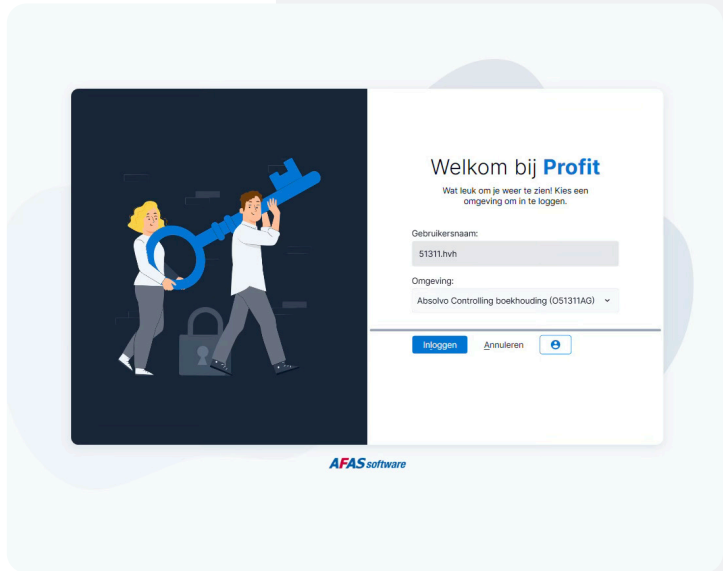 Welkom bij Profit
Wat leuk om je weer te zien! Kies een
omgeving om in te loggen.
Gebruikersnaam:
51311.hvh
Omgeving:
Absolvo Controlling boekhouding (O51311AG)
Inloggen
Annuleren
AFAS software